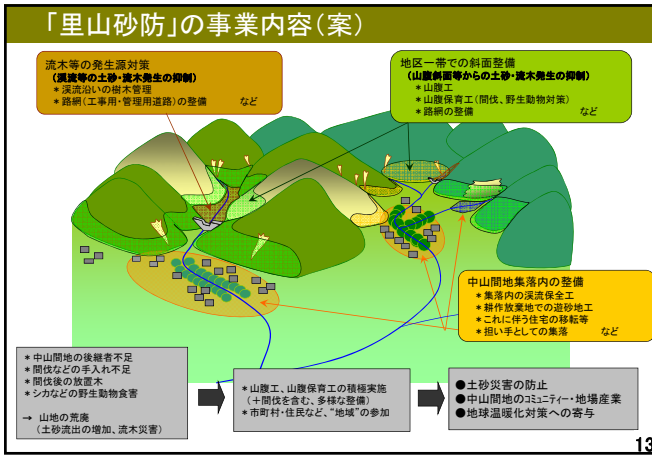 「里山砂防」の事業内容(案)
流木等の発生源対策
(渓流等の土砂・流木発生の抑制)
＊渓流沿いの樹木管理
＊路網(工事用・管理用道路)の整備 など
地区一帯での斜面整備
(山腹斜面等からの土砂・流木発生の抑制)
＊山腹工
＊山腹保育工(間伐、野生動物対策)
＊路網の整備 など
中山間地集落内の整備
＊集落内の渓流保全工
＊耕作放棄地での遊砂地工
＊これに伴う住宅の移転等
＊担い手としての集落 など
＊中山間地の後継者不足
＊間伐などの手入れ不足
＊間伐後の放置木
＊シカなどの野生動物食害
→ 山地の荒廃
(土砂流出の増加、流木災害)
＊山腹工、山腹保育工の積極実施
(＋間伐を含む、多様な整備)
＊市町村・住民など、“地域”の参加
●土砂災害の防止
●中山間地のコミュニティー・地場産業
●地球温暖化対策への寄与
13